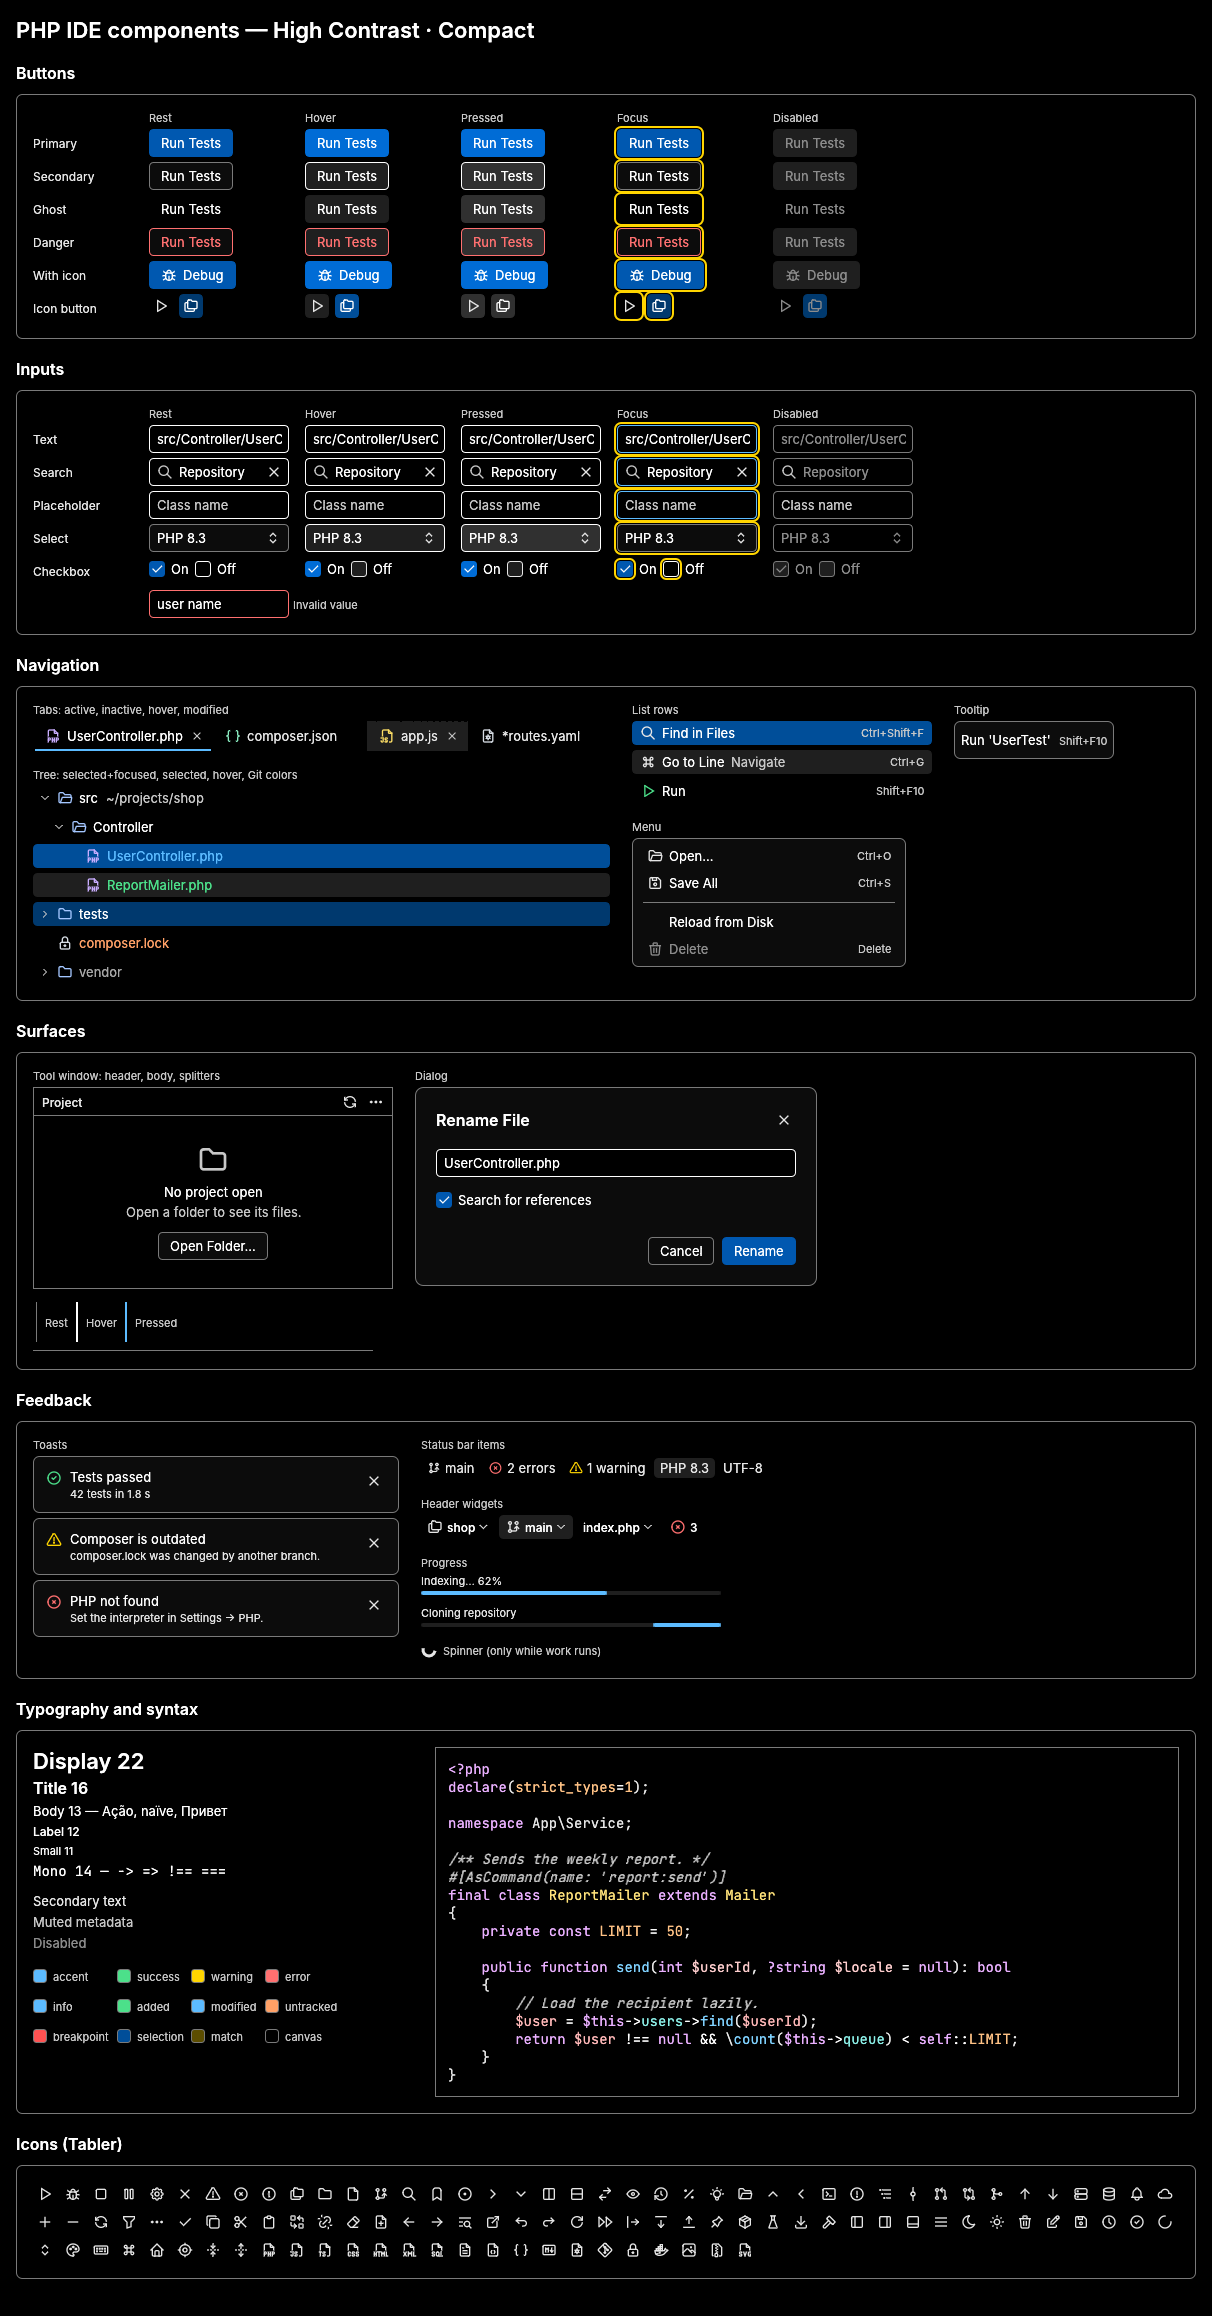 PHP IDE components — High Contrast · Compact
Buttons
Rest Hover Pressed Focus Disabled
Primary Run Tests Run Tests Run Tests Run Tests Run Tests
Secondary Run Tests Run Tests Run Tests Run Tests Run Tests
Ghost Run Tests Run Tests Run Tests Run Tests Run Tests
Danger Run Tests Run Tests Run Tests Run Tests Run Tests
With icon Debug Debug Debug Debug Debug
Icon button
Inputs
Rest Hover Pressed Focus Disabled
Text src/Controller/UserC src/Controller/UserC src/Controller/UserC src/Controller/UserC src/Controller/UserC
Search Repository Repository Repository Repository Repository
Placeholder Class name Class name Class name Class name Class name
Select PHP 8.3 PHP 8.3 PHP 8.3 PHP 8.3 PHP 8.3
Checkbox On Off On Off On Off On Off On Off
user name Invalid value
Navigation
Tabs: active, inactive, hover, modified
UserController.php composer.json app.js *routes.yaml
Tree: selected+focused, selected, hover, Git colors
src ~/projects/shop
Controller
UserController.php
ReportMailer.php
tests
composer.lock
vendor
List rows
Find in Files Ctrl+Shift+F
Go to Line Navigate Ctrl+G
Run Shift+F10
Menu
Open... Ctrl+O
Save All Ctrl+S
Reload from Disk
Delete Delete
Tooltip
Run 'UserTest' Shift+F10
Surfaces
Tool window: header, body, splitters
Project
No project open
Open a folder to see its files.
Open Folder...
Rest Hover Pressed
Dialog
Rename File
UserController.php
Search for references
Cancel Rename
Feedback
Toasts
Tests passed
42 tests in 1.8 s
Composer is outdated
composer.lock was changed by another branch.
PHP not found
Set the interpreter in Settings → PHP.
Status bar items
main 2 errors 1 warning PHP 8.3 UTF-8
Header widgets
shop main index.php 3
Progress
Indexing... 62%
Cloning repository
Spinner (only while work runs)
Typography and syntax
Display 22
Title 16
Body 13 — Ação, naïve, Привет
Label 12
Small 11
Mono 14 — -> => !== ===
Secondary text
Muted metadata
Disabled
accent success warning error
info added modified untracked
breakpoint selection match canvas
<?php
declare(strict_types=1);
namespace App\Service;
/** Sends the weekly report. */
#[AsCommand(name: 'report:send')]
final class ReportMailer extends Mailer
{
private const LIMIT = 50;
public function send(int $userId, ?string $locale = null): bool
{
// Load the recipient lazily.
$user = $this->users->find($userId);
return $user !== null && \count($this->queue) < self::LIMIT;
}
}
Icons (Tabler)
PHP JS TS CSS HTML XML SQL
SVG